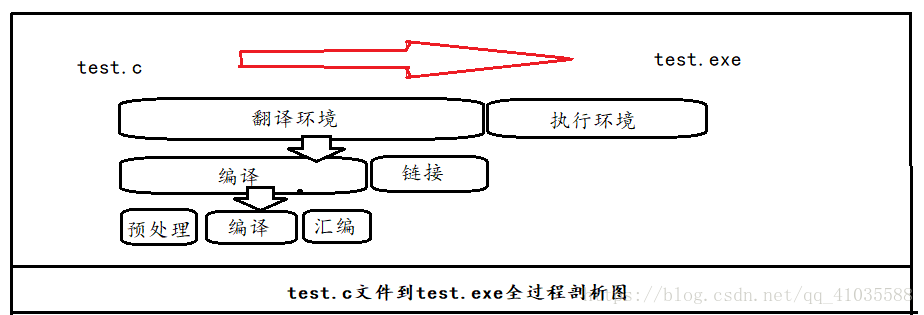 test.c
test.exe
翻译环境
执行环境
编译
链接
预处理
编译
汇编
test.c文件到test.exe全过程剖析图
https://blog.csdn.net/qq_41035588